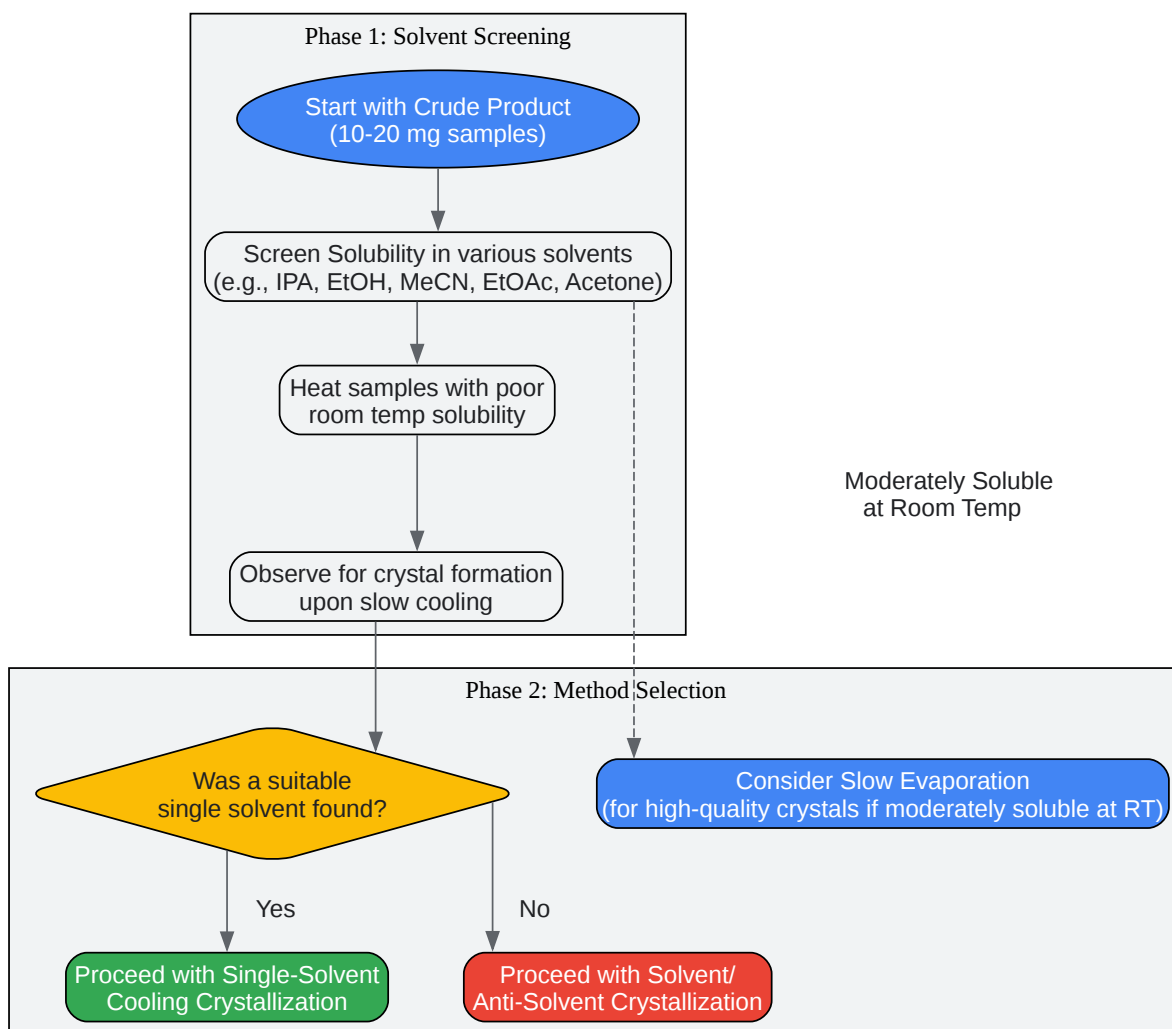 Phase 1: Solvent Screening
Start with Crude Product
(10-20 mg samples)
Screen Solubility in various solvents
(e.g., IPA, EtOH, MeCN, EtOAc, Acetone)
Heat samples with poor
room temp solubility
Moderately Soluble
at Room Temp
Observe for crystal formation
upon slow cooling
Phase 2: Method Selection
Was a suitable
single solvent found?
Consider Slow Evaporation
(for high-quality crystals if moderately soluble at RT)
Yes
No
Proceed with Single-Solvent
Cooling Crystallization
Proceed with Solvent/
Anti-Solvent Crystallization